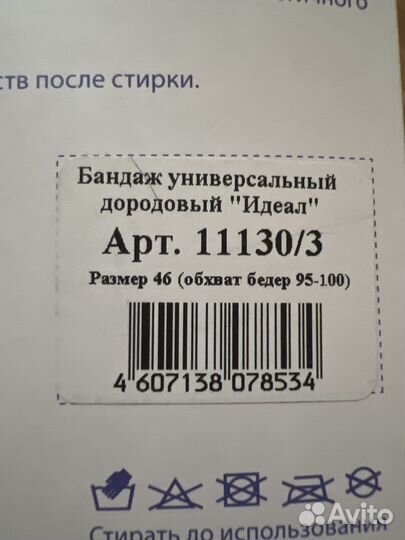 ств после стирки.
Бандаж универсальный
дородовый "Идеал"
Арт. 11130/3
Размер 46 (обхват бедер 95-100)
4 607138 078534
Стирать до использования
Avito